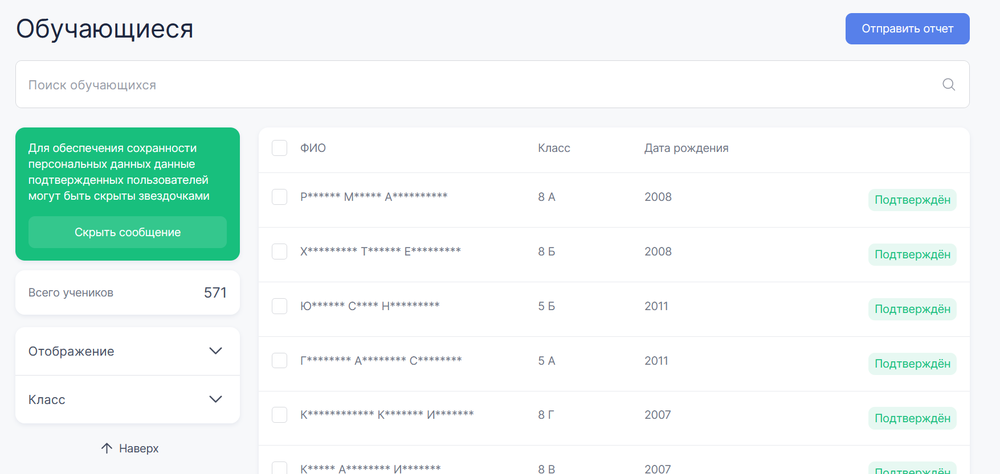 Обучающиеся
Отправить отчет
Поиск обучающихся
Для обеспечения сохранности
персональных данных данные
подтвержденных пользователей
могут быть скрыты звездочками
Скрыть сообщение
Всего учеников 571
Отображение
Класс
Наверх
ФИО Класс Дата рождения
Р****** М***** А********** 8 А 2008 Подтверждён
Х********* Т****** Е********* 8 Б 2008 Подтверждён
Ю****** С**** Н********* 5 Б 2011 Подтверждён
Г******** А******** С******** 5 А 2011 Подтверждён
К************ К******* И******* 8 Г 2007 Подтверждён
К***** А******** И******* 8 В 2007 Подтверждён